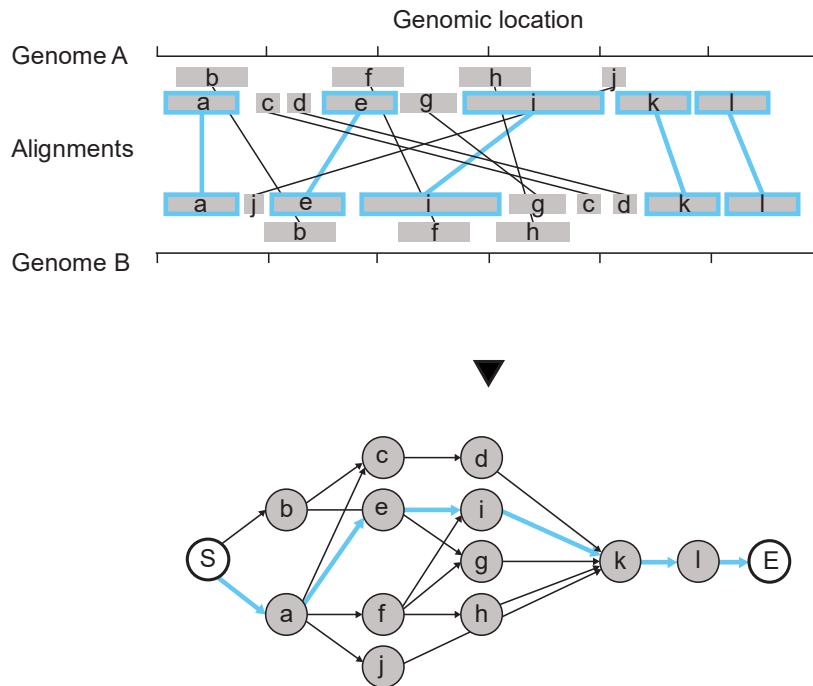 Genomic location
Genome A
b f h j
a c d e g i k l
Alignments
a j e i g c d k l
b f h
Genome B
c d
b e i
S g k l E
a f h
j